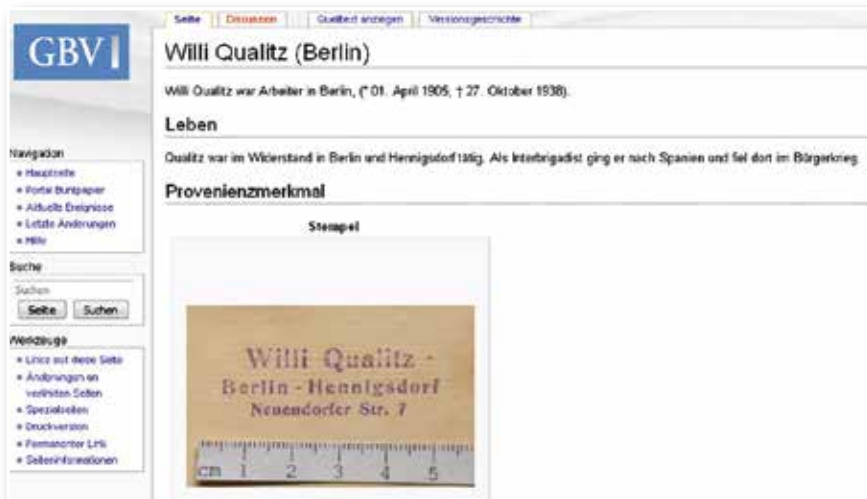 GBV
Seite
Diskussion
Quelltext anzeigen
Versionsgeschichte
Willi Qualitz (Berlin)
Willi Qualitz war Arbeiter in Berlin, (* 01. April 1905, † 27. Oktober 1938).
Leben
Qualitz war im Widerstand in Berlin und Hennigsdorf tätig. Als Interbrigadist ging er nach Spanien und fiel dort im Bürgerkrieg.
Provenienzmerkmal
Stempel
Willi Qualitz -
Berlin - Hennigsdorf
Neuendorfer Str. 7
cm 1 2 3 4 5
Navigation
Hauptseite
Portal Buntpapier
Aktuelle Ereignisse
Letzte Änderungen
Hilfe
Suche
Suchen
Seite Suchen
Werkzeuge
Links auf diese Seite
Änderungen an
verlinkten Seiten
Spezialseiten
Druckversion
Permanenter Link
Seiteninformationen